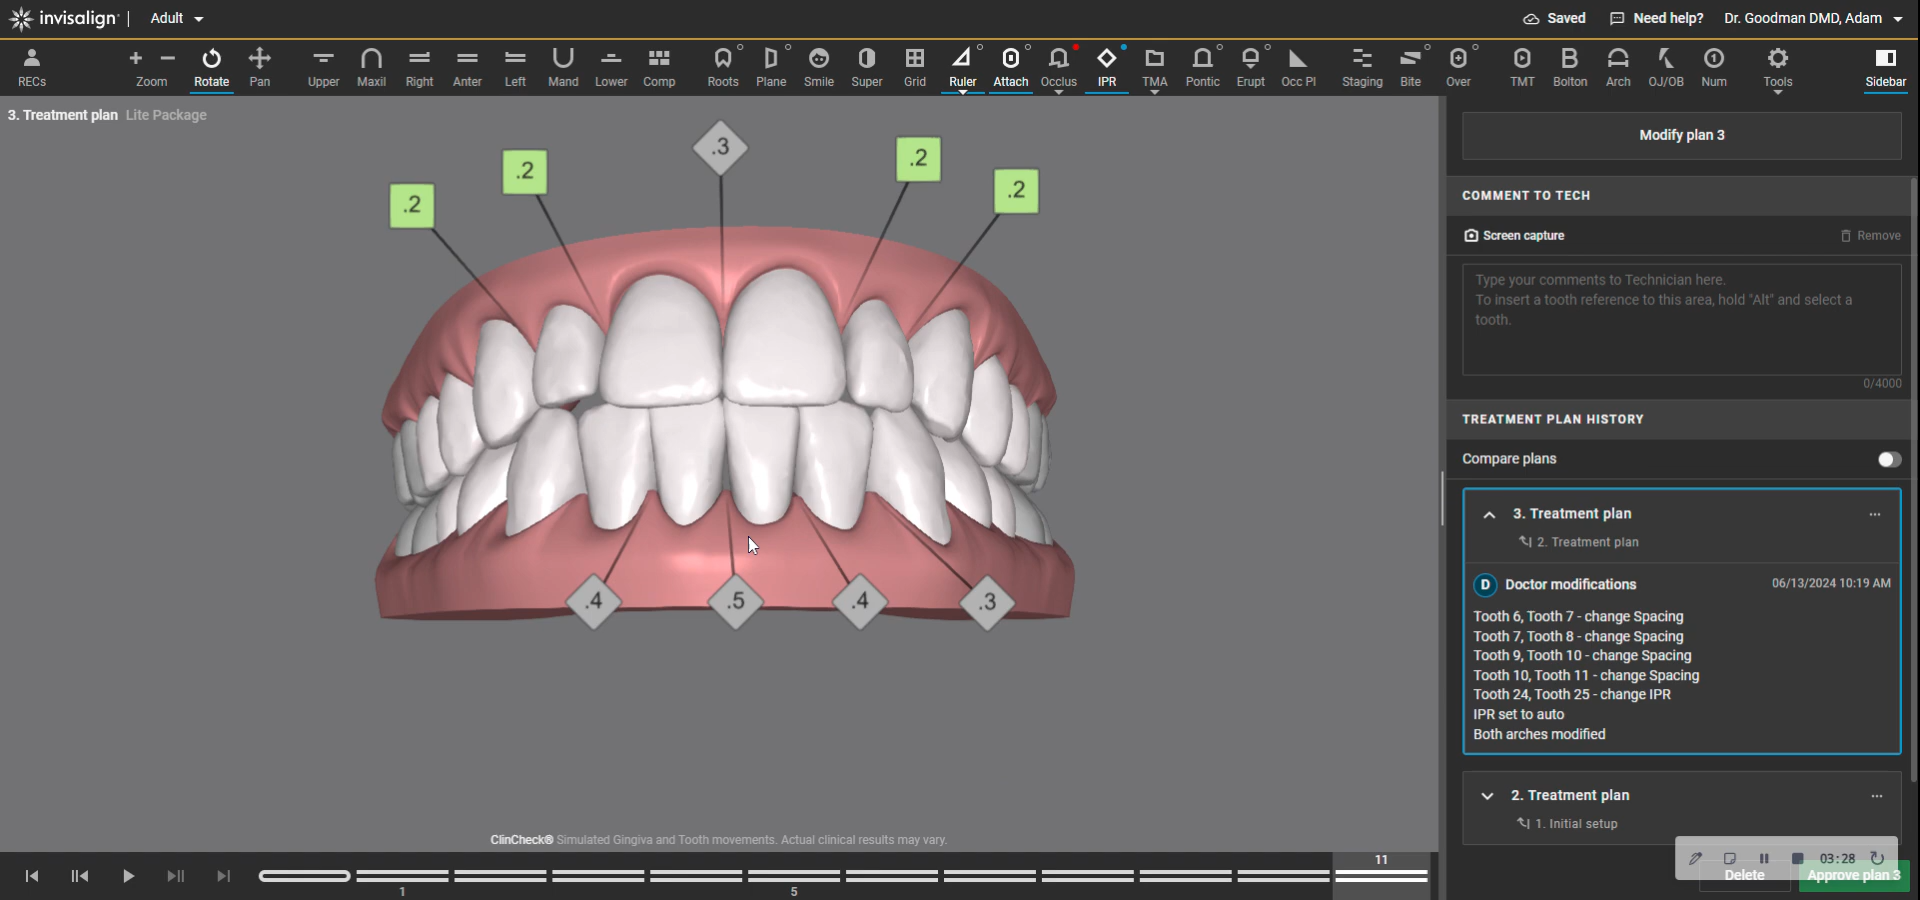 invisalign
Adult
Saved
Need help?
Dr. Goodman DMD, Adam
RECs
Zoom
Rotate
Pan
Upper
Maxil
Right
Anter
Left
Mand
Lower
Comp
Roots
Plane
Smile
Super
Grid
Ruler
Attach
Occlus
IPR
TMA
Pontic
Erupt
Occ Pl
Staging
Bite
Over
TMT
Bolton
Arch
OJ/OB
Num
Tools
Sidebar
3. Treatment plan Lite Package
.2
.2
.3
.2
.2
.4
.5
.4
.3
ClinCheck® Simulated Gingiva and Tooth movements. Actual clinical results may vary.
11
1
5
Modify plan 3
COMMENT TO TECH
Screen capture
Remove
Type your comments to Technician here.
To insert a tooth reference to this area, hold "Alt" and select a
tooth.
0/4000
TREATMENT PLAN HISTORY
Compare plans
3. Treatment plan
2. Treatment plan
D Doctor modifications
06/13/2024 10:19 AM
Tooth 6, Tooth 7 - change Spacing
Tooth 7, Tooth 8 - change Spacing
Tooth 9, Tooth 10 - change Spacing
Tooth 10, Tooth 11 - change Spacing
Tooth 24, Tooth 25 - change IPR
IPR set to auto
Both arches modified
2. Treatment plan
1. Initial setup
03:28
Delete
Approve plan 3